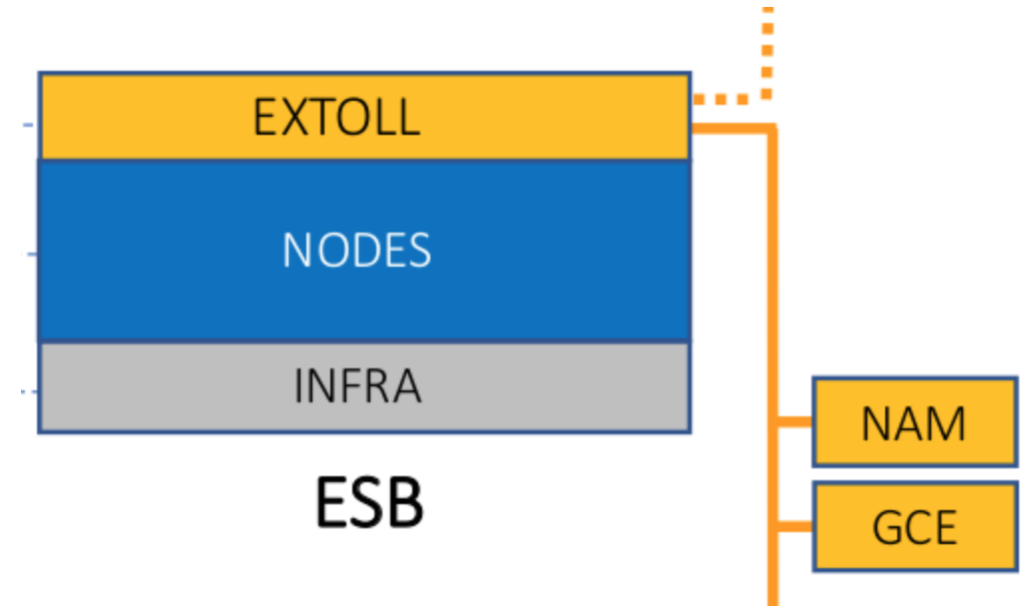 EXTOLL
NODES
INFRA
ESB
NAM
GCE